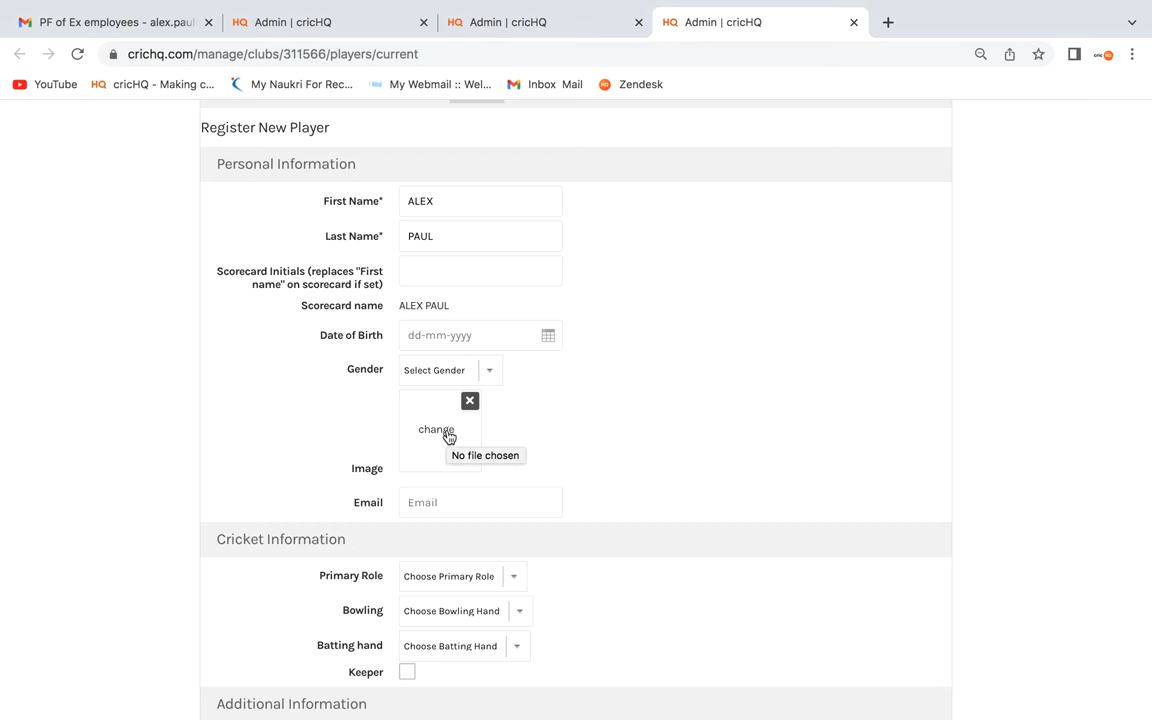 PF of Ex employees - alex.paul
HQ Admin | cricHQ
HQ Admin | cricHQ
HQ Admin | cricHQ
crichq.com/manage/clubs/311566/players/current
YouTube
HQ cricHQ - Making c...
My Naukri For Rec...
My Webmail :: Wel...
Inbox Mail
Zendesk
Register New Player
Personal Information
First Name* ALEX
Last Name* PAUL
Scorecard Initials (replaces "First
name" on scorecard if set)
Scorecard name ALEX PAUL
Date of Birth dd-mm-yyyy
Gender Select Gender
change
No file chosen
Image
Email Email
Cricket Information
Primary Role Choose Primary Role
Bowling Choose Bowling Hand
Batting hand Choose Batting Hand
Keeper
Additional Information